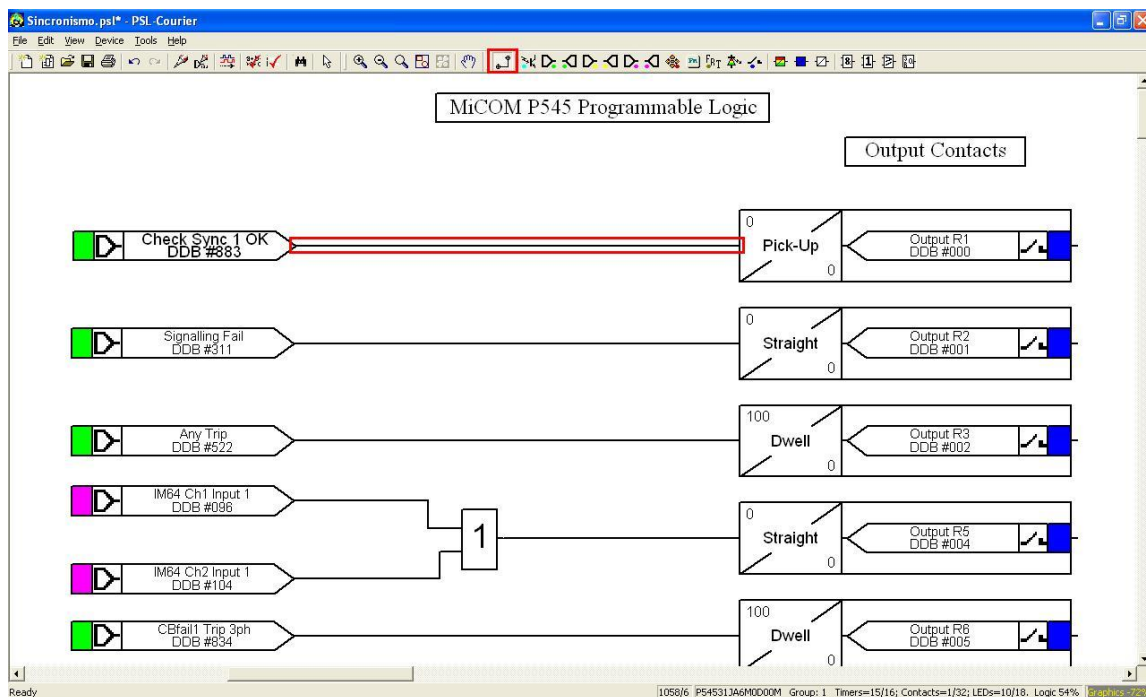 Sincronismo.psl* - PSL-Courier
File Edit View Device Tools Help
MiCOM P545 Programmable Logic
Output Contacts
Check Sync 1 OK
DDB #883
0
Pick-Up
0
Output R1
DDB #000
Signalling Fail
DDB #311
0
Straight
0
Output R2
DDB #001
Any Trip
DDB #522
100
Dwell
0
Output R3
DDB #002
IM64 Ch1 Input 1
DDB #096
1
IM64 Ch2 Input 1
DDB #104
0
Straight
0
Output R5
DDB #004
CBfail1 Trip 3ph
DDB #834
100
Dwell
0
Output R6
DDB #005
Ready
1058/6 P54531JA6M0D00M Group: 1 Timers=15/16; Contacts=1/32; LEDs=10/18. Logic 54%